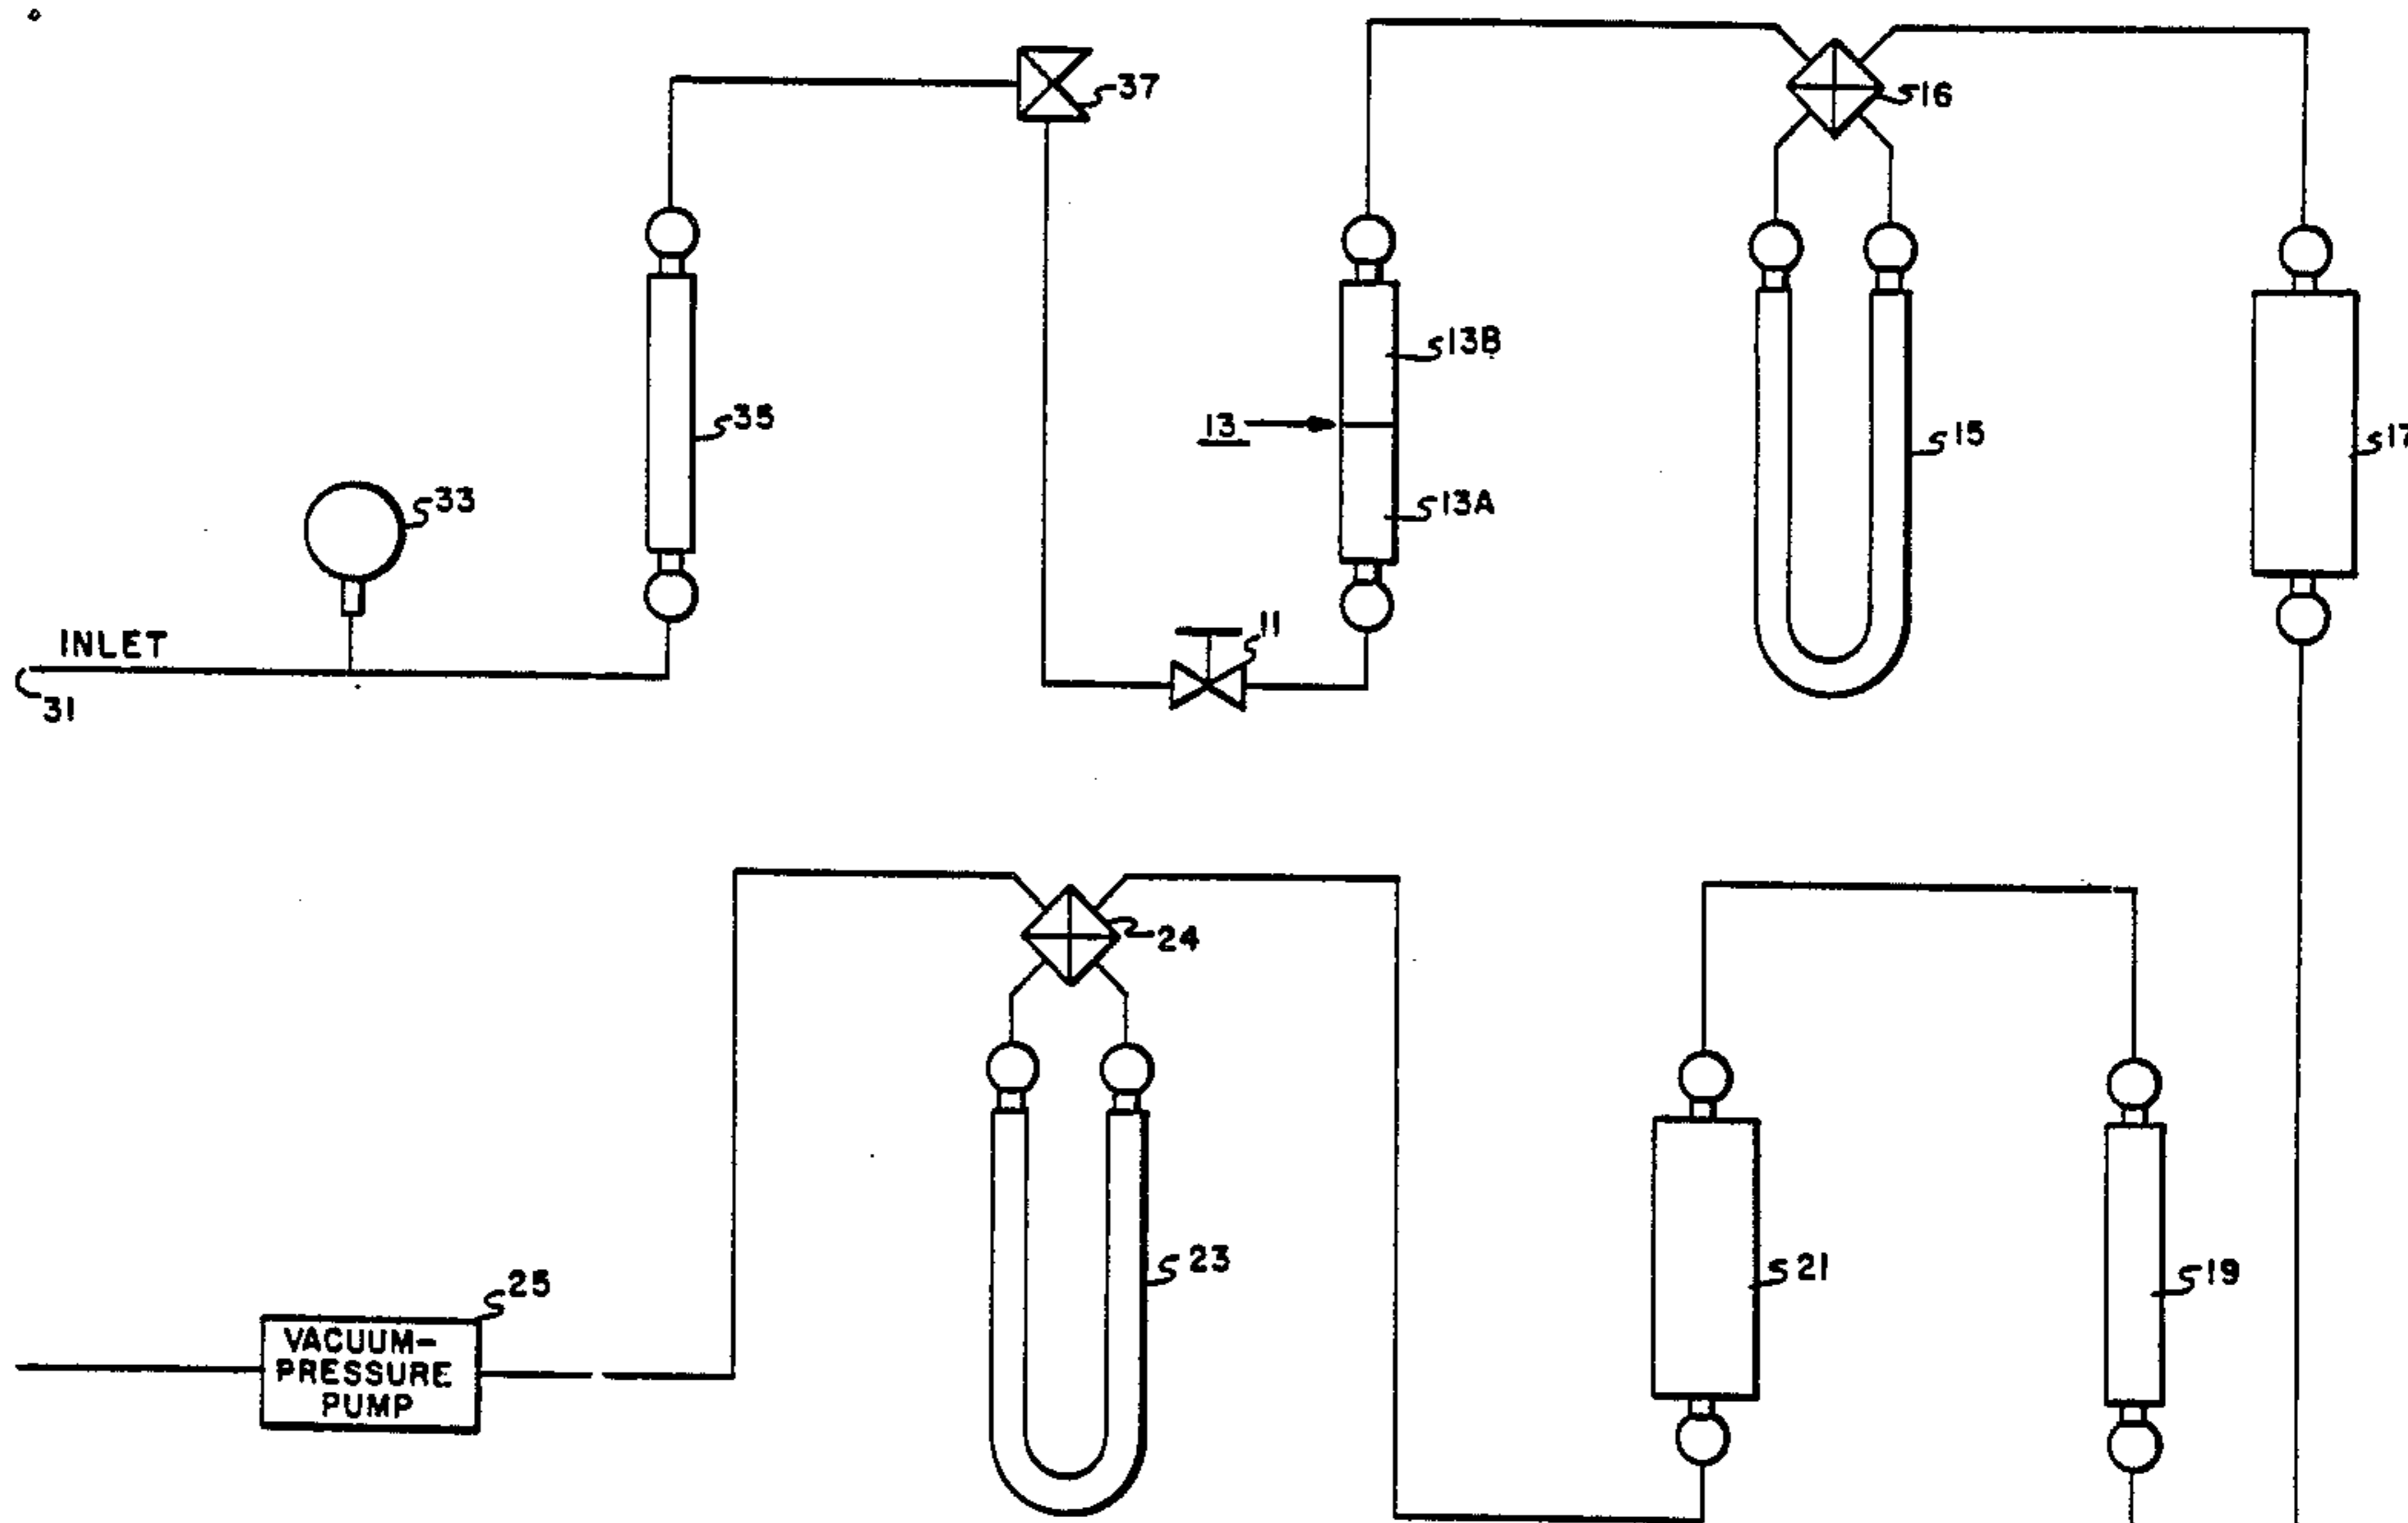 37
16
13B
35
13
15
17
33
13A
11
INLET
31
24
23
21
19
25
VACUUM-
PRESSURE
PUMP